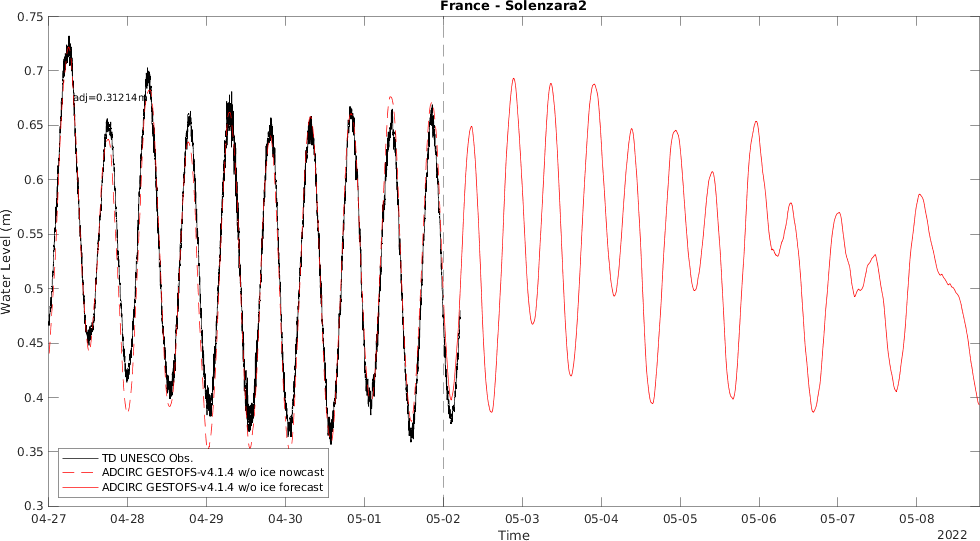 France - Solenzara2
0.75
0.7
0.65
0.6
0.55
0.5
0.45
0.4
0.35
0.3
Water Level (m)
adj=0.31214m
TD UNESCO Obs.
ADCIRC GESTOFS-v4.1.4 w/o ice nowcast
ADCIRC GESTOFS-v4.1.4 w/o ice forecast
04-27 04-28 04-29 04-30 05-01 05-02 05-03 05-04 05-05 05-06 05-07 05-08
Time
2022